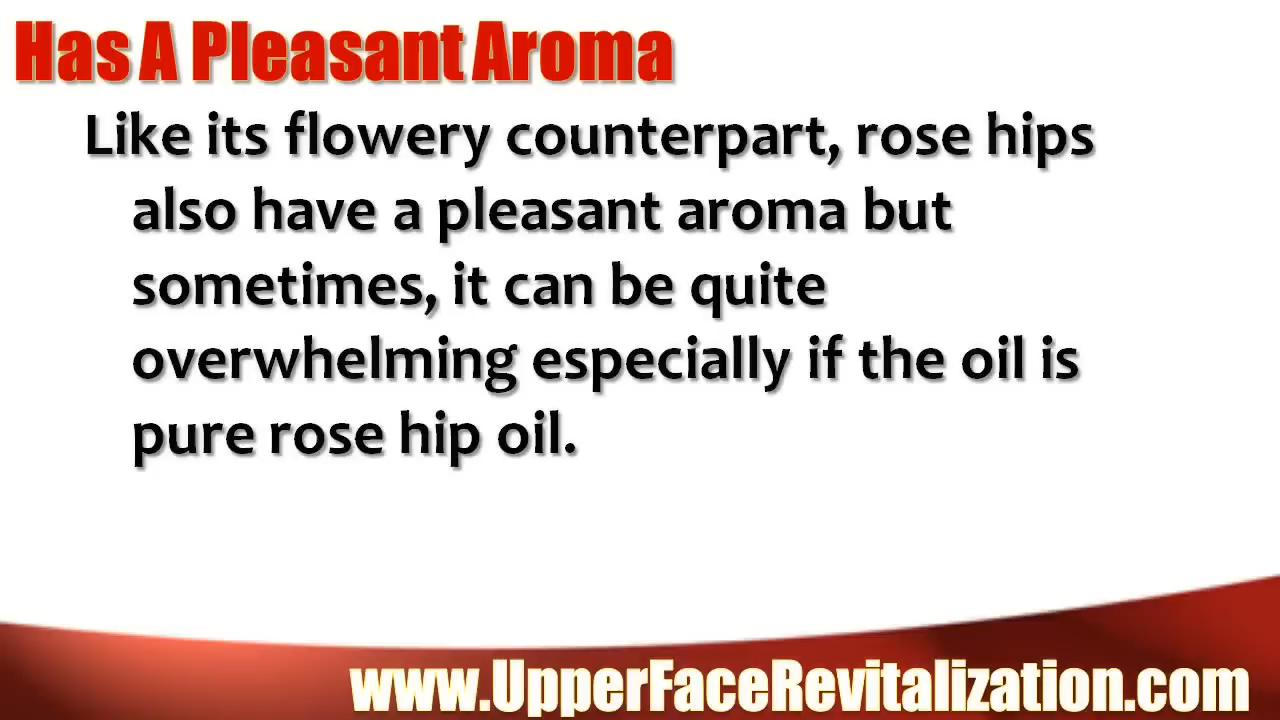 Has A Pleasant Aroma
Like its flowery counterpart, rose hips
also have a pleasant aroma but
sometimes, it can be quite
overwhelming especially if the oil is
pure rose hip oil.
www.UpperFaceRevitalization.com